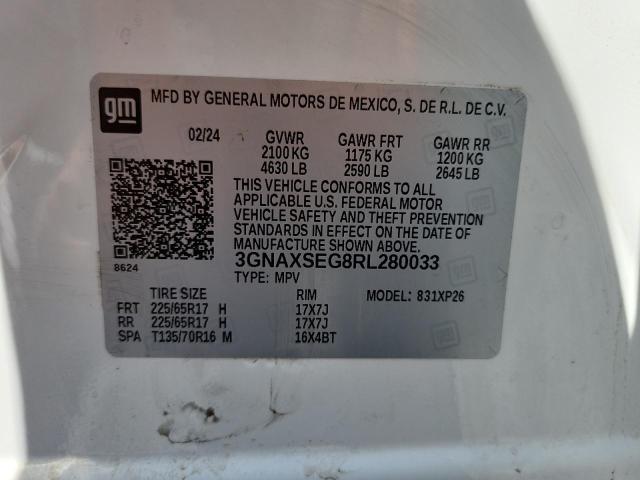 gm
MFD BY GENERAL MOTORS DE MEXICO, S. DE R.L. DE C.V.
02/24 GVWR GAWR FRT GAWR RR
2100 KG 1175 KG 1200 KG
4630 LB 2590 LB 2645 LB
THIS VEHICLE CONFORMS TO ALL
APPLICABLE U.S. FEDERAL MOTOR
VEHICLE SAFETY AND THEFT PREVENTION
STANDARDS IN EFFECT ON THE DATE OF
MANUFACTURE SHOWN ABOVE.
8624 3GNAXSEG8RL280033
TYPE: MPV
TIRE SIZE RIM MODEL: 831XP26
FRT 225/65R17 H 17X7J
RR 225/65R17 H 17X7J
SPA T135/70R16 M 16X4BT